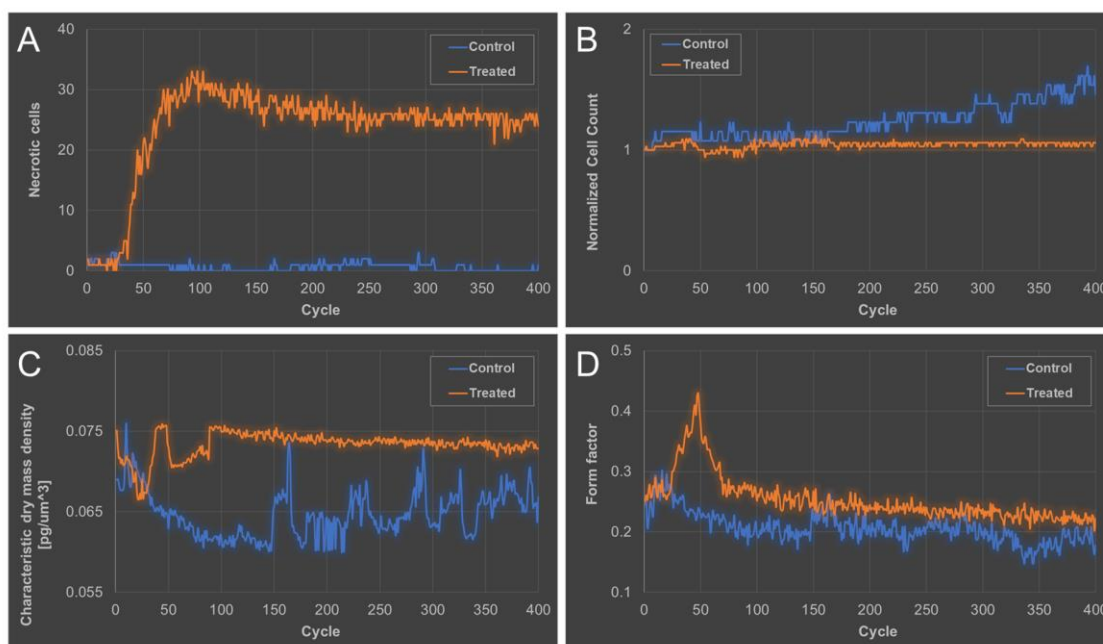 A
40
30
20
10
0
Necrotic cells
Control
Treated
0 50 100 150 200 250 300 350 400
Cycle
B
2
1
0
Normalized Cell Count
Control
Treated
0 50 100 150 200 250 300 350 400
Cycle
C
0.085
0.075
0.065
0.055
Characteristic dry mass density
[pg/um^3]
Control
Treated
0 50 100 150 200 250 300 350 400
Cycle
D
0.5
0.4
0.3
0.2
0.1
Form factor
Control
Treated
0 50 100 150 200 250 300 350 400
Cycle